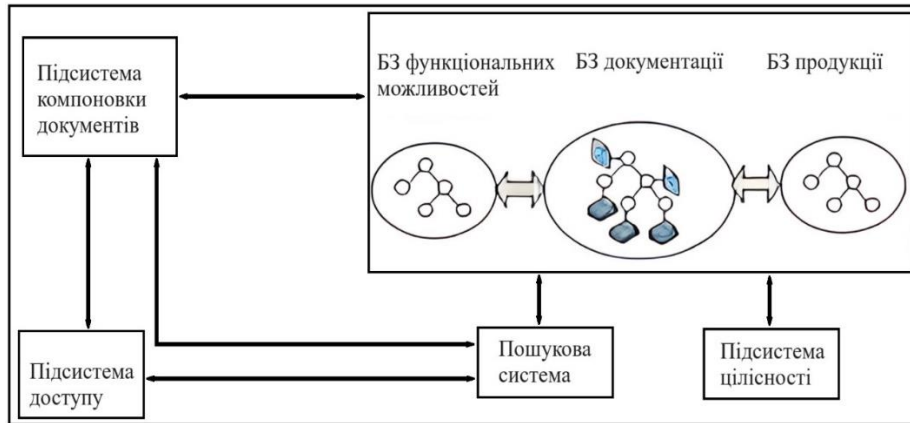 Підсистема
компоновки
документів
БЗ функціональних
можливостей
БЗ документації
БЗ продукції
Підсистема
доступу
Пошукова
система
Підсистема
цілісності